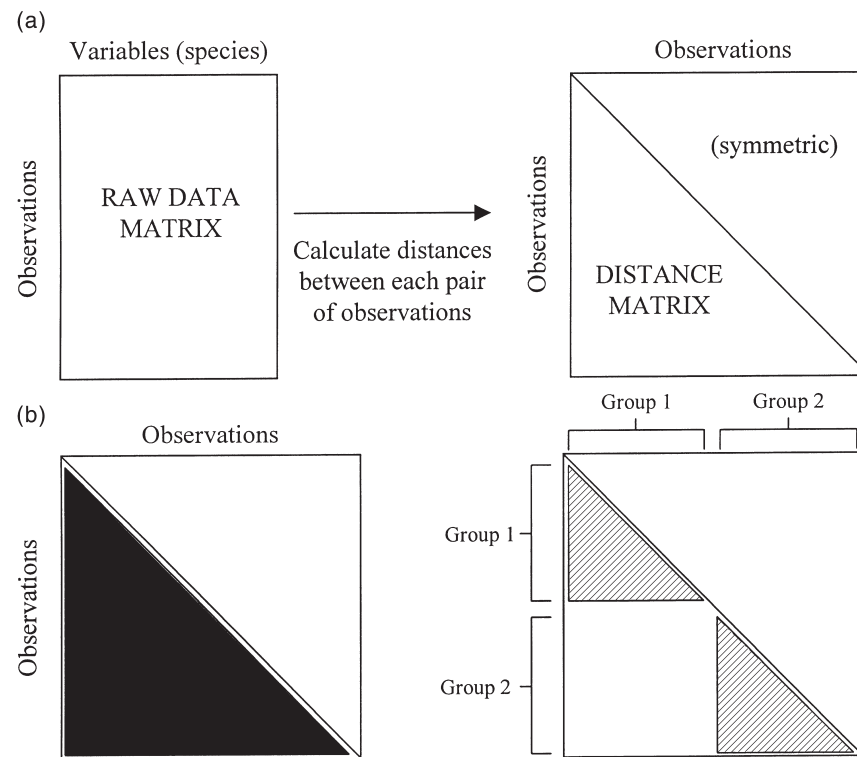 (a)
Variables (species)
Observations
RAW DATA
MATRIX
Calculate distances
between each pair
of observations
Observations
Observations
(symmetric)
DISTANCE
MATRIX
(b)
Observations
Observations
Group 1
Group 2
Group 1
Group 2